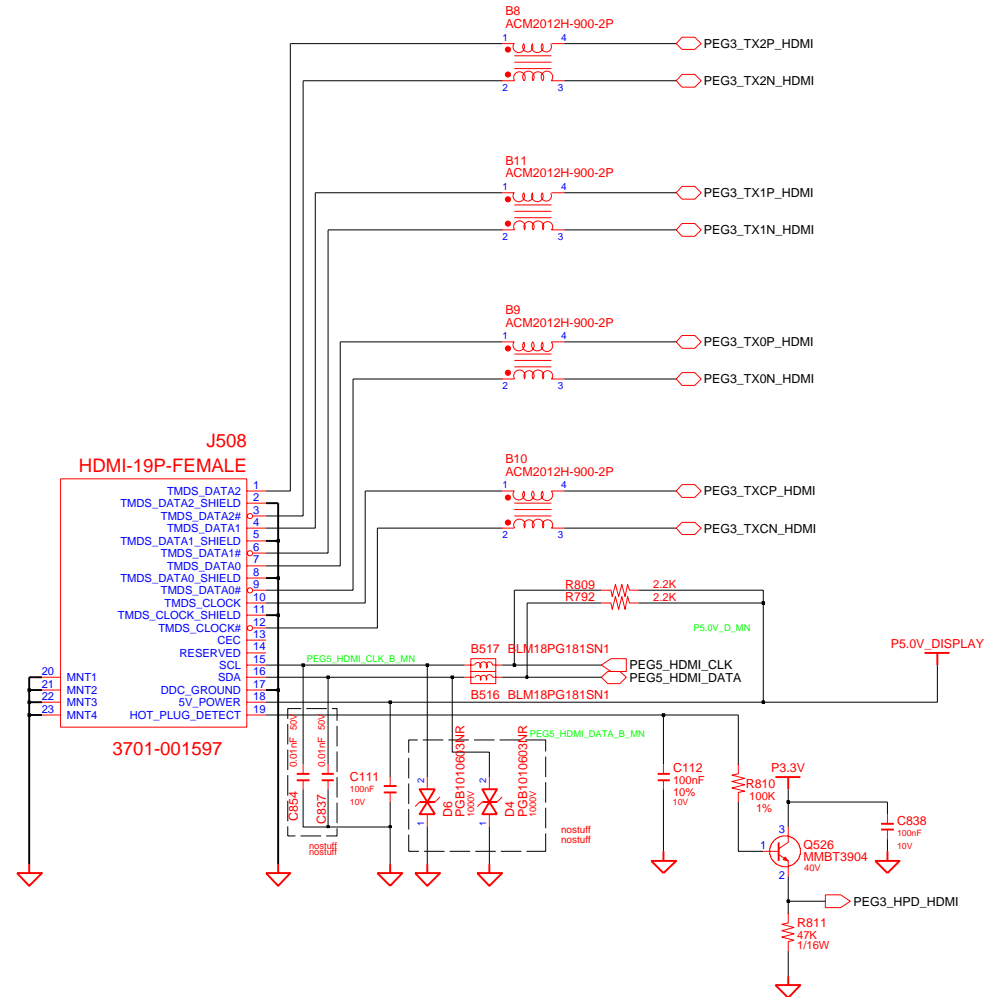 B8
ACM2012H-900-2P
1
4
PEG3_TX2P_HDMI
2
3
PEG3_TX2N_HDMI
B11
ACM2012H-900-2P
1
4
PEG3_TX1P_HDMI
2
3
PEG3_TX1N_HDMI
B9
ACM2012H-900-2P
1
4
PEG3_TX0P_HDMI
2
3
PEG3_TX0N_HDMI
B10
ACM2012H-900-2P
1
4
PEG3_TXCP_HDMI
2
3
PEG3_TXCN_HDMI
J508
HDMI-19P-FEMALE
TMDS_DATA2 1
TMDS_DATA2_SHIELD 2
TMDS_DATA2# 3
TMDS_DATA1 4
TMDS_DATA1_SHIELD 5
TMDS_DATA1# 6
TMDS_DATA0 7
TMDS_DATA0_SHIELD 8
TMDS_DATA0# 9
TMDS_CLOCK 10
TMDS_CLOCK_SHIELD 11
TMDS_CLOCK# 12
CEC 13
RESERVED 14
SCL 15
SDA 16
DDC_GROUND 17
5V_POWER 18
HOT_PLUG_DETECT 19
20 MNT1
21 MNT2
22 MNT3
23 MNT4
3701-001597
R809 2.2K
R792 2.2K
P5.0V_D_MN
P5.0V_DISPLAY
PEG5_HDMI_CLK_B_MN
B517 BLM18PG181SN1
PEG5_HDMI_CLK
PEG5_HDMI_DATA
B516 BLM18PG181SN1
PEG5_HDMI_DATA_B_MN
C854
0.01nF 50V
C837
0.01nF 50V
nostuff
nostuff
C111
100nF
10V
2
1
D6
PGB1010603NR
1000V
2
1
D4
PGB1010603NR
1000V
nostuff
nostuff
C112
100nF
10%
10V
R810
100K
1%
P3.3V
C838
100nF
10V
3
1
2
Q526
MMBT3904
40V
PEG3_HPD_HDMI
R811
47K
1/16W